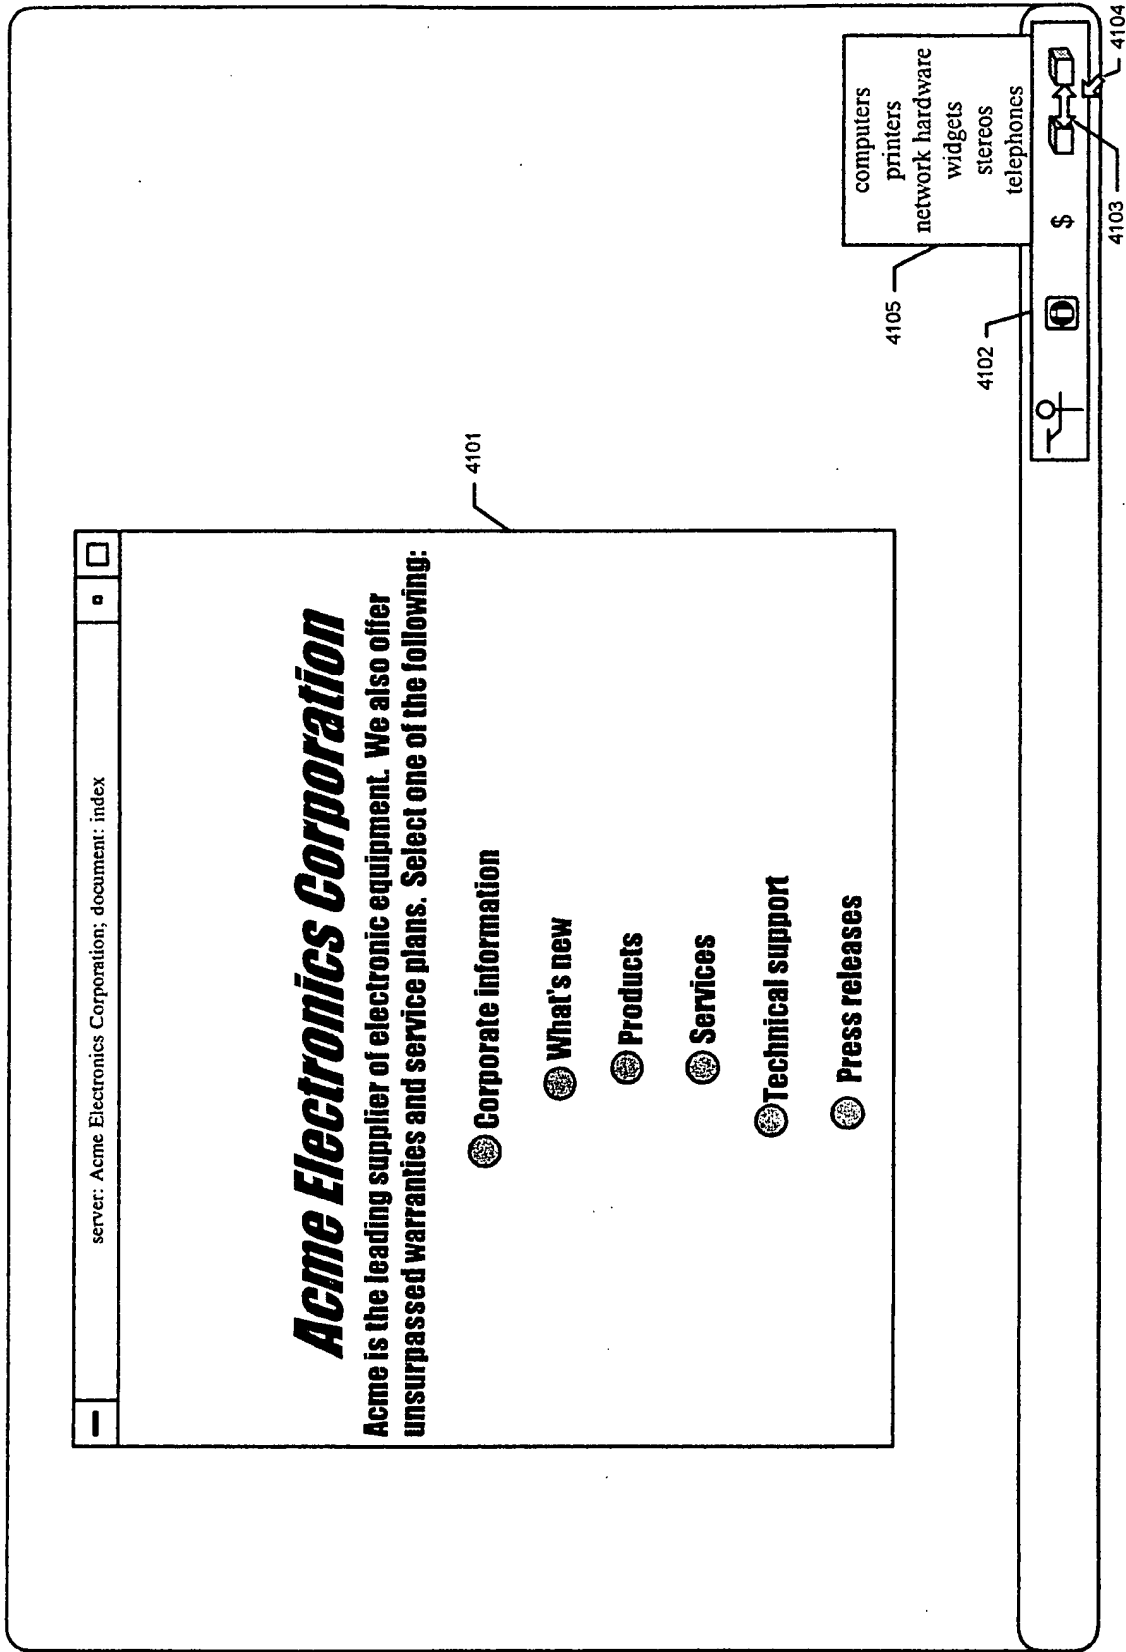 server: Acme Electronics Corporation; document: index
Acme Electronics Corporation
Acme is the leading supplier of electronic equipment. We also offer
unsurpassed warranties and service plans. Select one of the following:
Corporate information
What's new
Products
Services
Technical support
Press releases
4101
computers
printers
network hardware
widgets
stereos
telephones
4105
4102
$
4103
4104